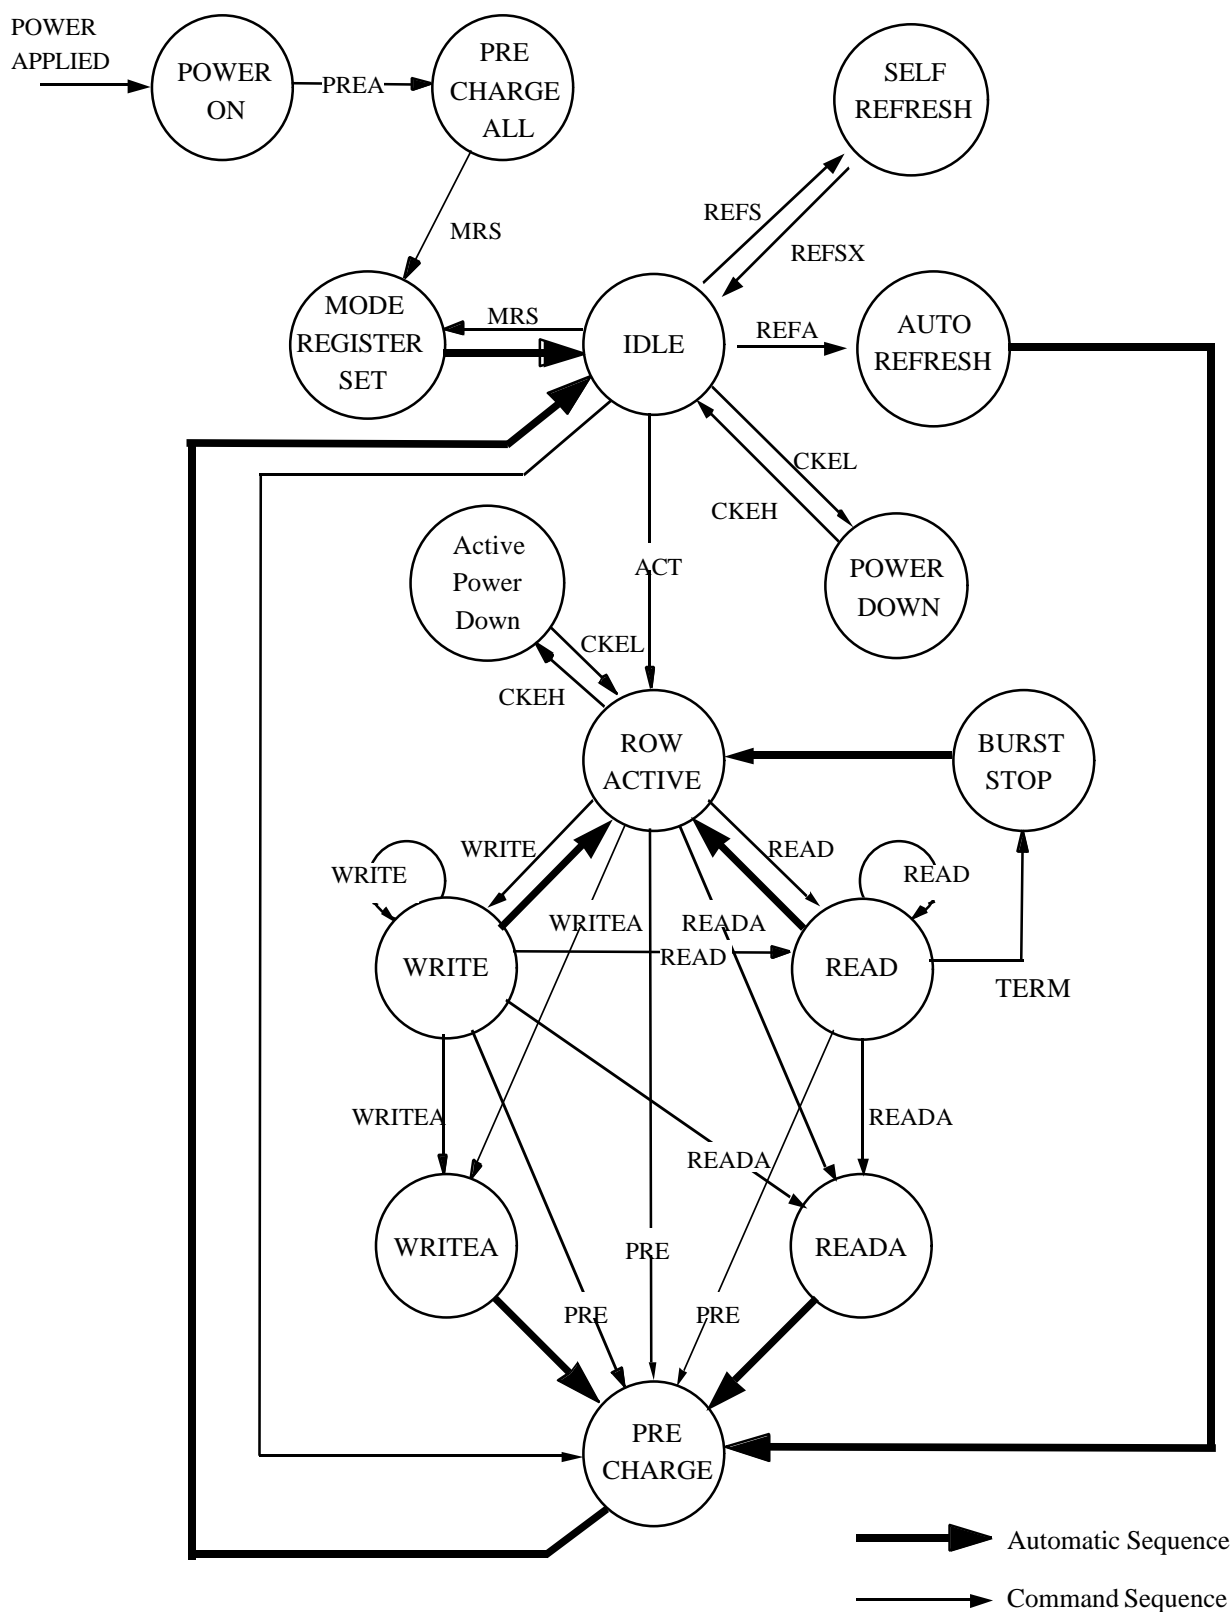 POWER
APPLIED
POWER
ON
PREA
PRE
CHARGE
ALL
SELF
REFRESH
MRS
REFS
REFSX
MODE
REGISTER
SET
MRS
IDLE
REFA
AUTO
REFRESH
CKEL
CKEH
Active
Power
Down
ACT
POWER
DOWN
CKEL
CKEH
ROW
ACTIVE
BURST
STOP
WRITE
READ
WRITE
READ
WRITEA
READA
WRITE
READ
READ
TERM
WRITEA
READA
READA
WRITEA
READA
PRE
PRE
PRE
PRE
CHARGE
Automatic Sequence
Command Sequence